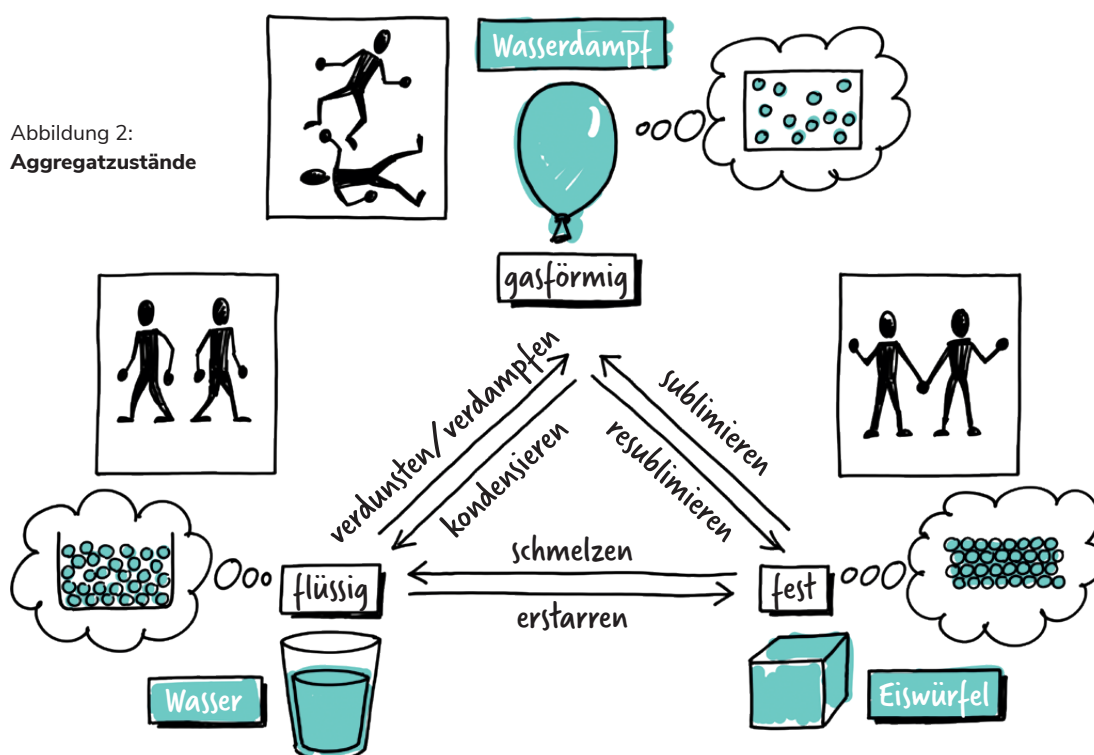 Wasserdampf
Abbildung 2:
Aggregatzustände
gasförmig
verdunsten/verdampfen
kondensieren
sublimieren
resublimieren
schmelzen
flüssig
fest
erstarren
Wasser
Eiswürfel